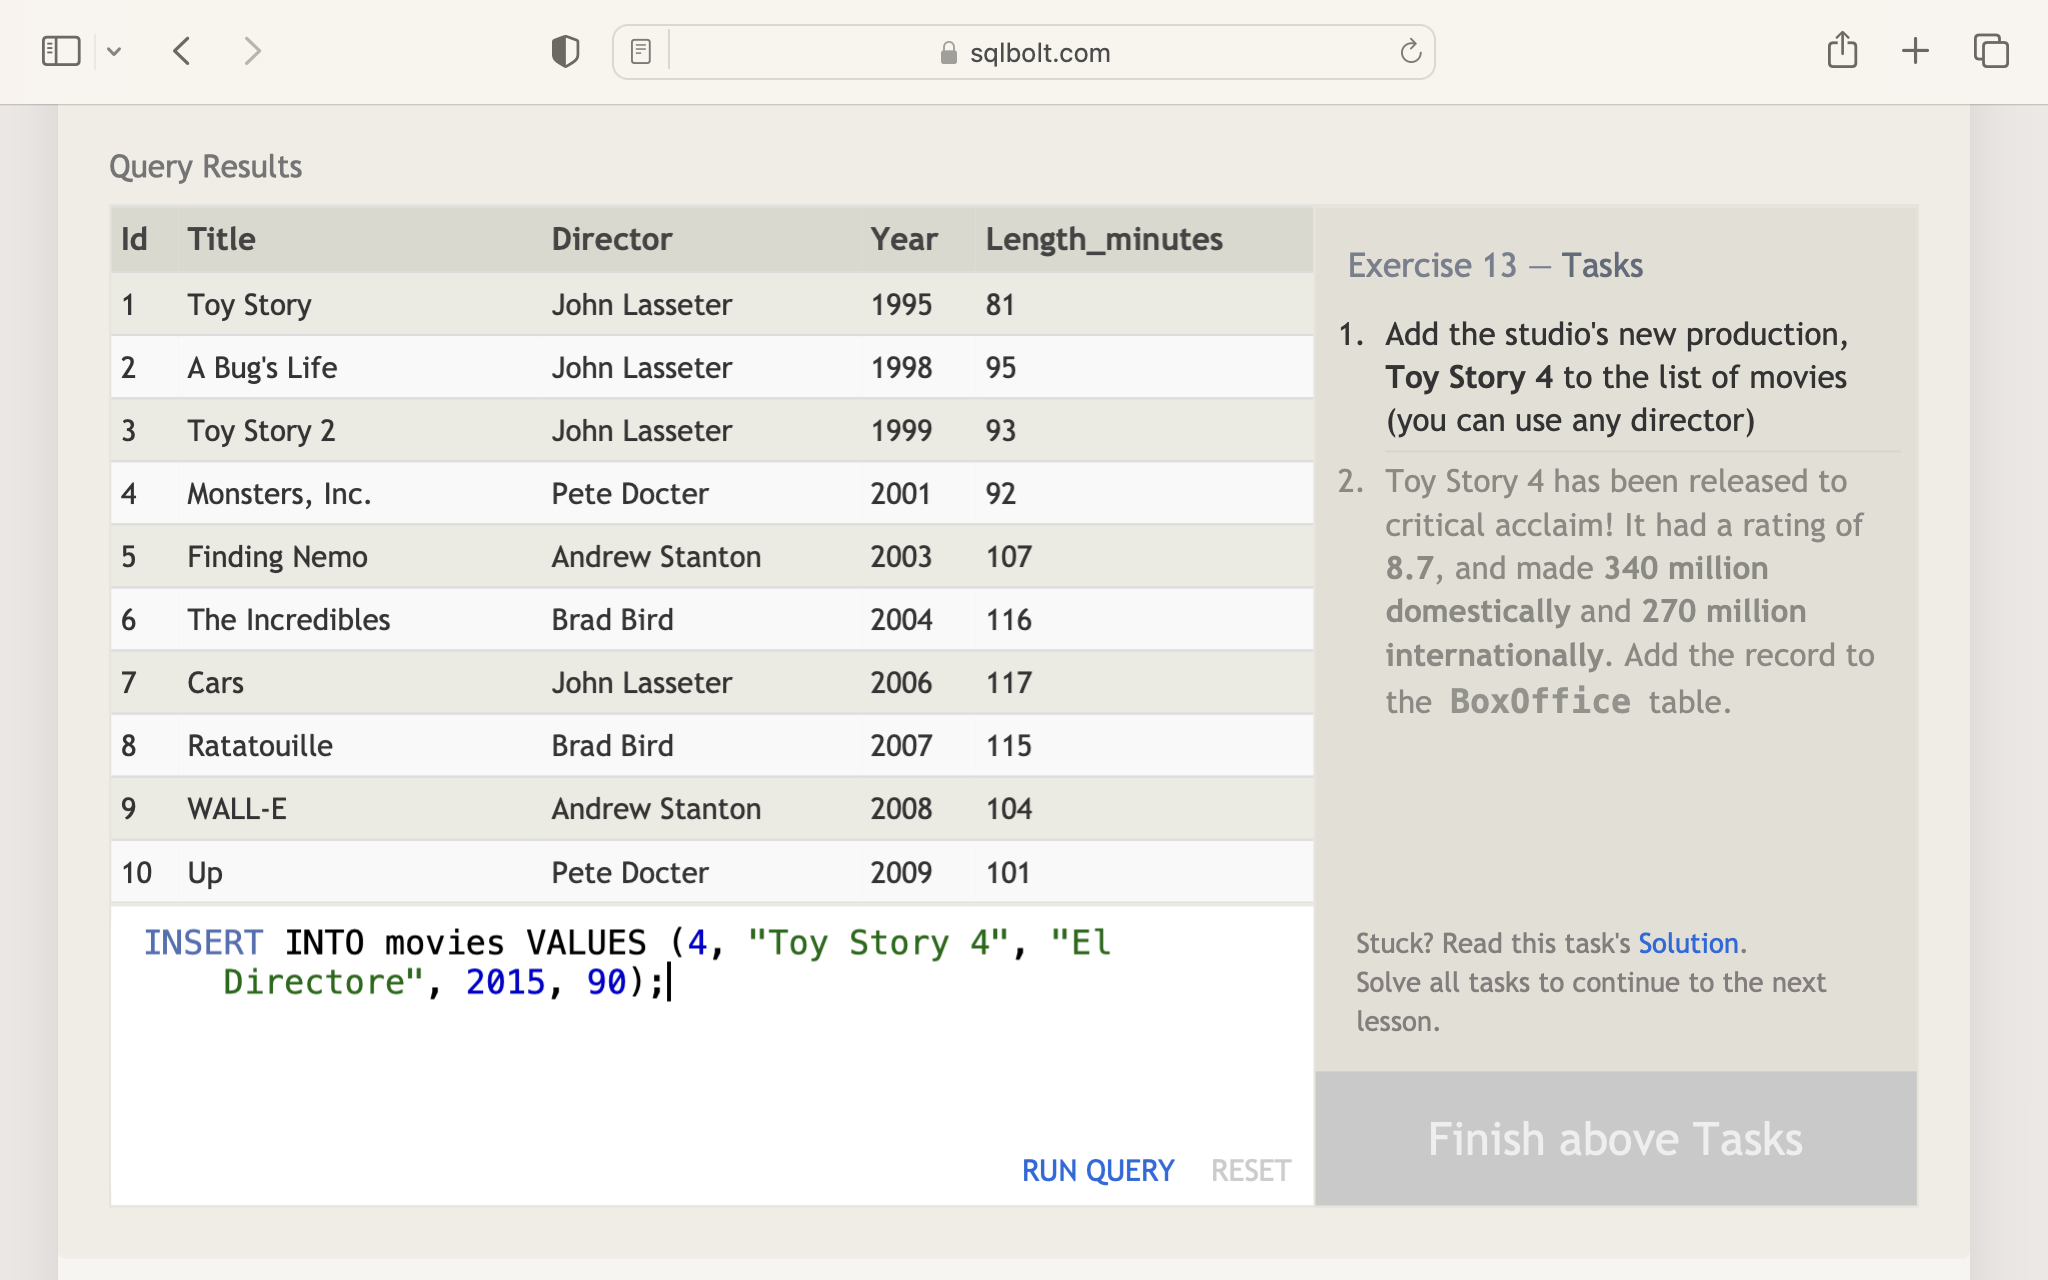 sqlbolt.com
Query Results
Id Title Director Year Length_minutes
1 Toy Story John Lasseter 1995 81
2 A Bug's Life John Lasseter 1998 95
3 Toy Story 2 John Lasseter 1999 93
4 Monsters, Inc. Pete Docter 2001 92
5 Finding Nemo Andrew Stanton 2003 107
6 The Incredibles Brad Bird 2004 116
7 Cars John Lasseter 2006 117
8 Ratatouille Brad Bird 2007 115
9 WALL-E Andrew Stanton 2008 104
10 Up Pete Docter 2009 101
INSERT INTO movies VALUES (4, "Toy Story 4", "El
Directore", 2015, 90);
RUN QUERY RESET
Exercise 13 — Tasks
1. Add the studio's new production,
Toy Story 4 to the list of movies
(you can use any director)
2. Toy Story 4 has been released to
critical acclaim! It had a rating of
8.7, and made 340 million
domestically and 270 million
internationally. Add the record to
the BoxOffice table.
Stuck? Read this task's Solution.
Solve all tasks to continue to the next
lesson.
Finish above Tasks